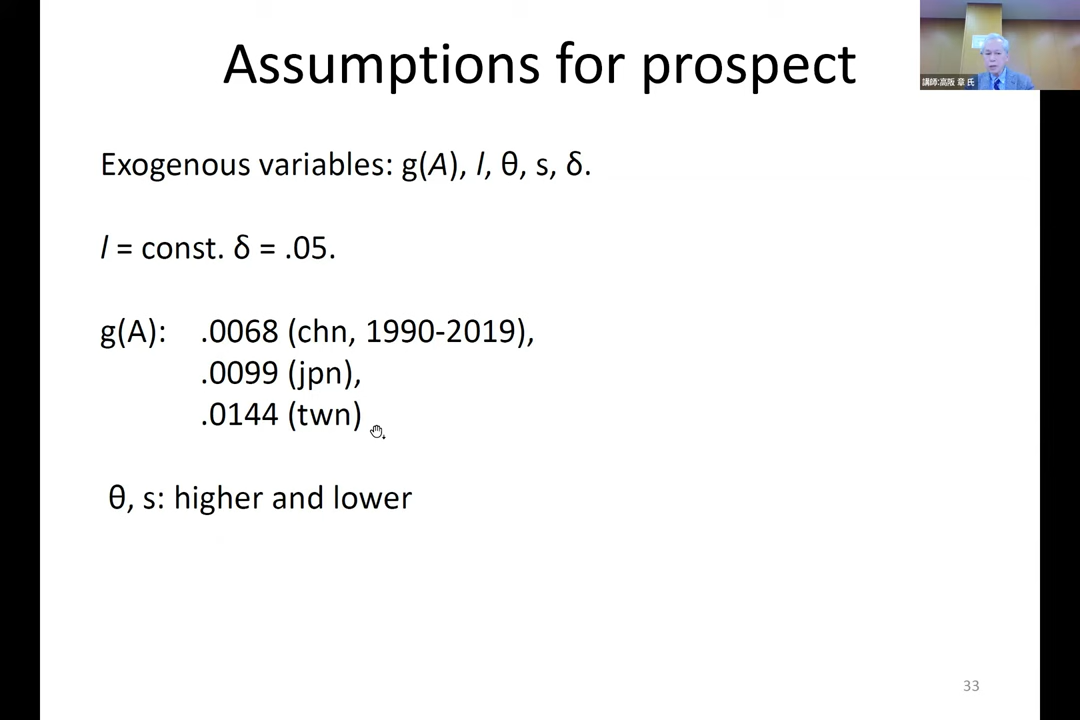 Assumptions for prospect
講師:高阪 章 氏
Exogenous variables: g(A), l, θ, s, δ.
l = const. δ = .05.
g(A): .0068 (chn, 1990-2019),
.0099 (jpn),
.0144 (twn)
θ, s: higher and lower
33